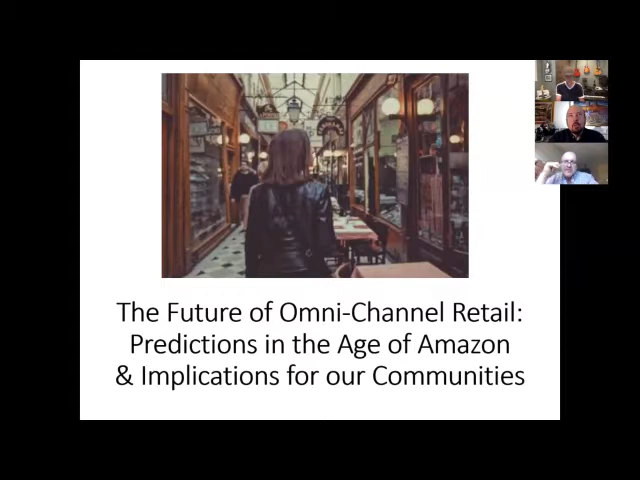 The Future of Omni-Channel Retail:
Predictions in the Age of Amazon
& Implications for our Communities